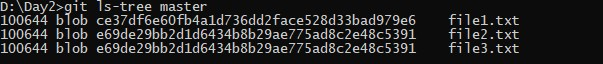 D:\Day2>git ls-tree master
100644 blob ce37df6e60fb4a1d736dd2face528d33bad979e6    file1.txt
100644 blob e69de29bb2d1d6434b8b29ae775ad8c2e48c5391    file2.txt
100644 blob e69de29bb2d1d6434b8b29ae775ad8c2e48c5391    file3.txt